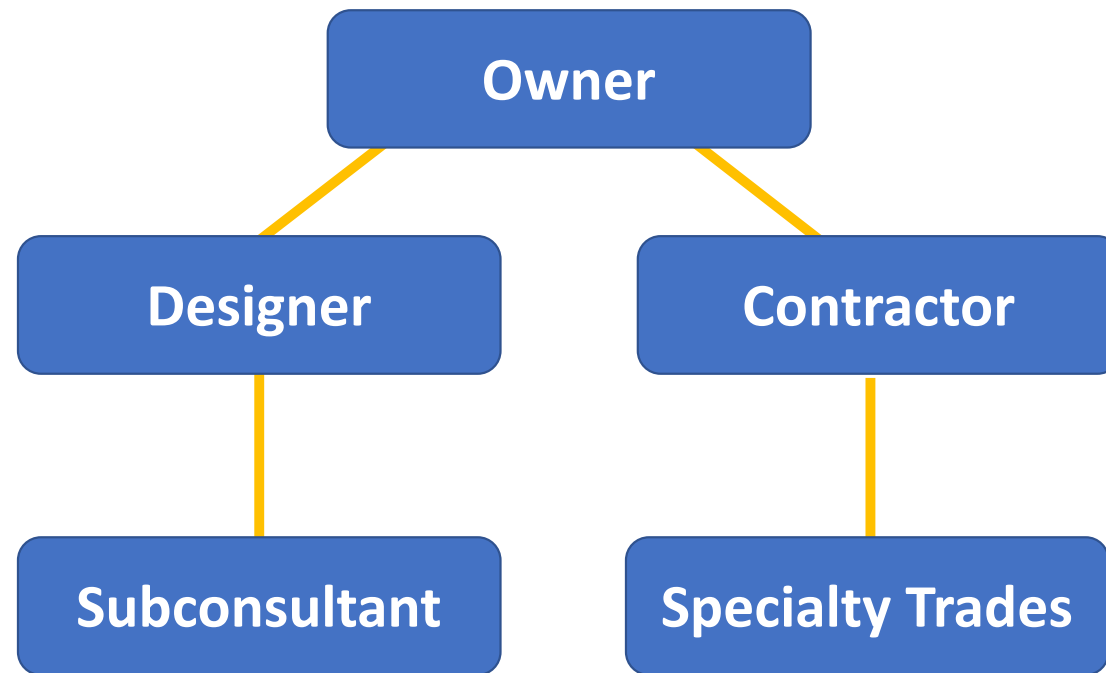 Owner
Designer
Contractor
Subconsultant
Specialty Trades